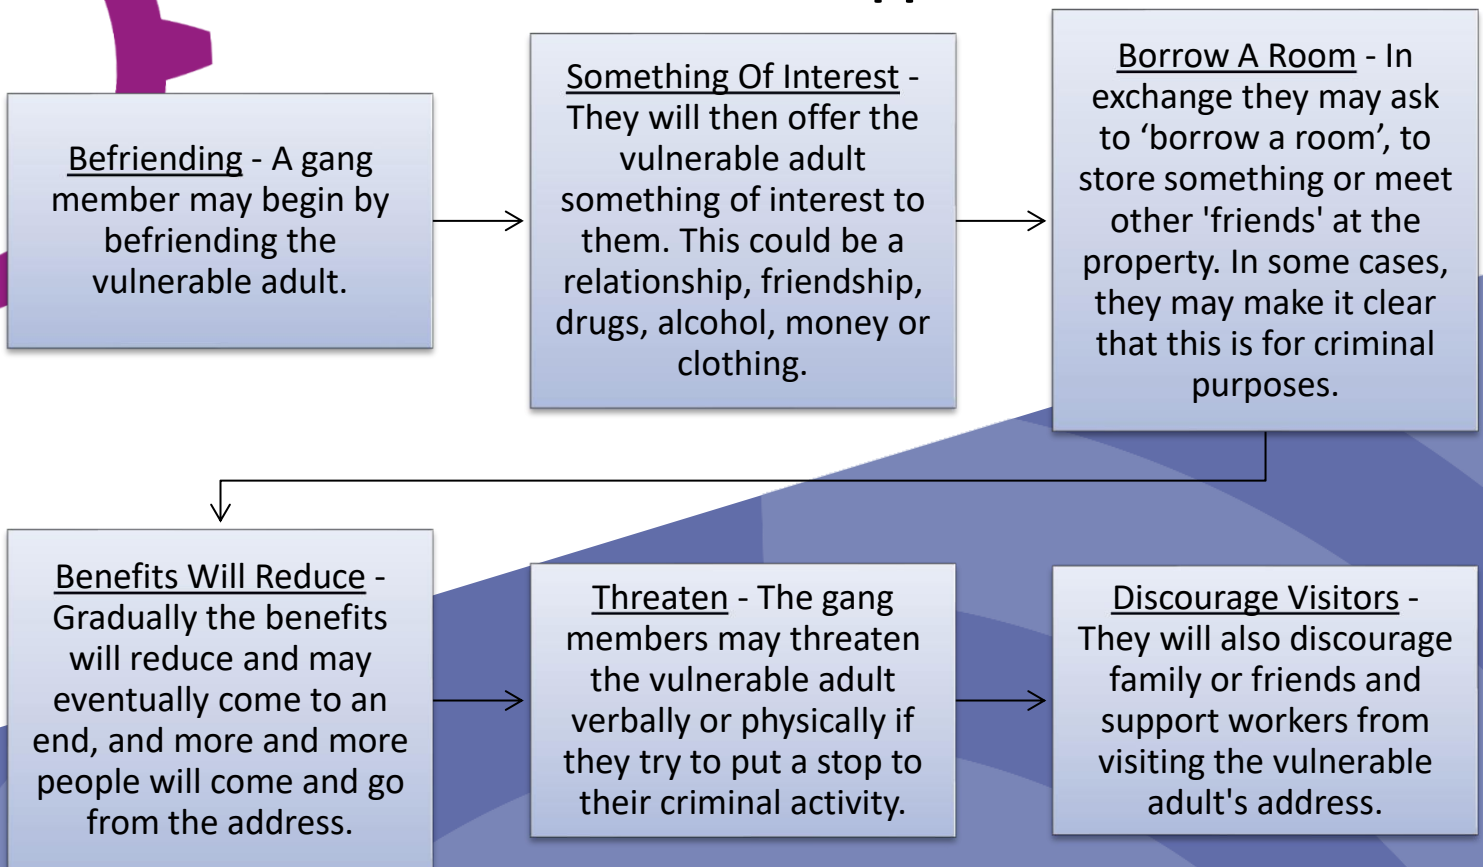 Befriending - A gang
member may begin by
befriending the
vulnerable adult.
Something Of Interest -
They will then offer the
vulnerable adult
something of interest to
them. This could be a
relationship, friendship,
drugs, alcohol, money or
clothing.
Borrow A Room - In
exchange they may ask
to ‘borrow a room’, to
store something or meet
other 'friends' at the
property. In some cases,
they may make it clear
that this is for criminal
purposes.
Benefits Will Reduce -
Gradually the benefits
will reduce and may
eventually come to an
end, and more and more
people will come and go
from the address.
Threaten - The gang
members may threaten
the vulnerable adult
verbally or physically if
they try to put a stop to
their criminal activity.
Discourage Visitors -
They will also discourage
family or friends and
support workers from
visiting the vulnerable
adult's address.